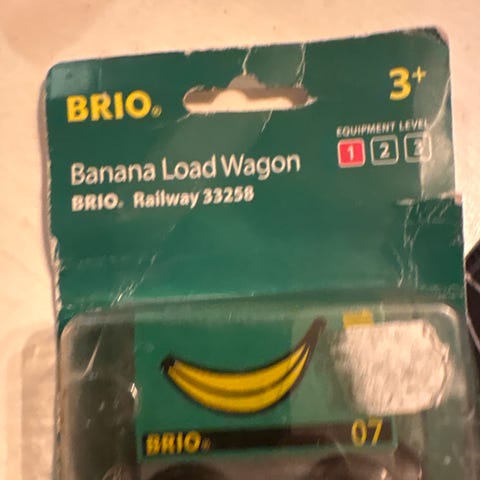 BRIO®
3+
EQUIPMENT LEVEL
1 2 3
Banana Load Wagon
BRIO® Railway 33258
BRIO® 07